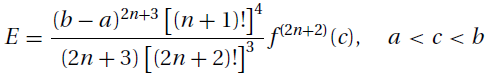 E = \frac{(b-a)^{2n+3}\left[(n+1)!\right]^4}{(2n+3)\left[(2n+2)!\right]^3} f^{(2n+2)}(c), \quad a < c < b